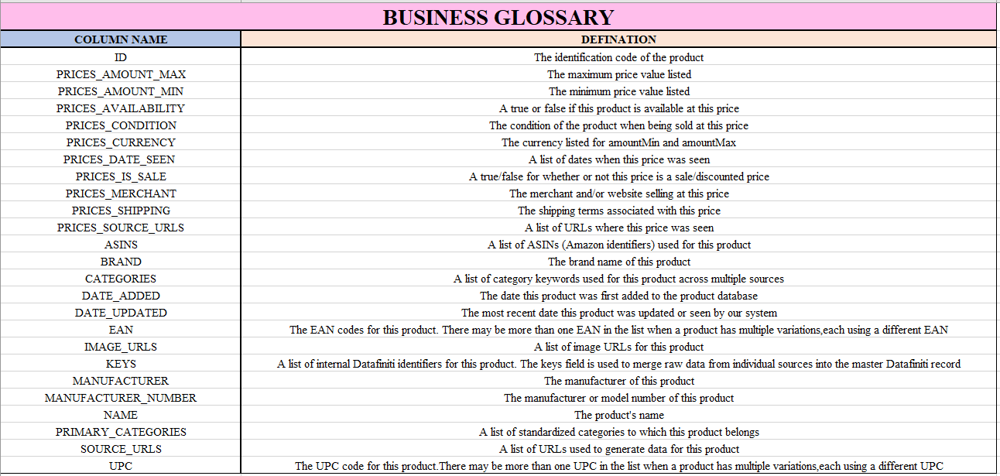 BUSINESS GLOSSARY
COLUMN NAME DEFINATION
ID The identification code of the product
PRICES_AMOUNT_MAX The maximum price value listed
PRICES_AMOUNT_MIN The minimum price value listed
PRICES_AVAILABILITY A true or false if this product is available at this price
PRICES_CONDITION The condition of the product when being sold at this price
PRICES_CURRENCY The currency listed for amountMin and amountMax
PRICES_DATE_SEEN A list of dates when this price was seen
PRICES_IS_SALE A true/false for whether or not this price is a sale/discounted price
PRICES_MERCHANT The merchant and/or website selling at this price
PRICES_SHIPPING The shipping terms associated with this price
PRICES_SOURCE_URLS A list of URLs where this price was seen
ASINS A list of ASINs (Amazon identifiers) used for this product
BRAND The brand name of this product
CATEGORIES A list of category keywords used for this product across multiple sources
DATE_ADDED The date this product was first added to the product database
DATE_UPDATED The most recent date this product was updated or seen by our system
EAN The EAN codes for this product. There may be more than one EAN in the list when a product has multiple variations,each using a different EAN
IMAGE_URLS A list of image URLs for this product
KEYS A list of internal Datafiniti identifiers for this product. The keys field is used to merge raw data from individual sources into the master Datafiniti record
MANUFACTURER The manufacturer of this product
MANUFACTURER_NUMBER The manufacturer or model number of this product
NAME The product's name
PRIMARY_CATEGORIES A list of standardized categories to which this product belongs
SOURCE_URLS A list of URLs used to generate data for this product
UPC The UPC code for this product.There may be more than one UPC in the list when a product has multiple variations,each using a different UPC